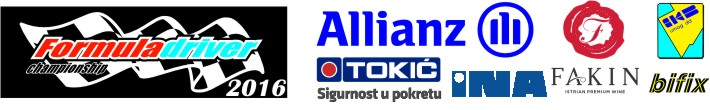 Formuladriver
championship
2016
Allianz
TOKIĆ
Sigurnost u pokretu
INA
F
FAKIN
ISTRIAN PREMIUM WINE
bifix